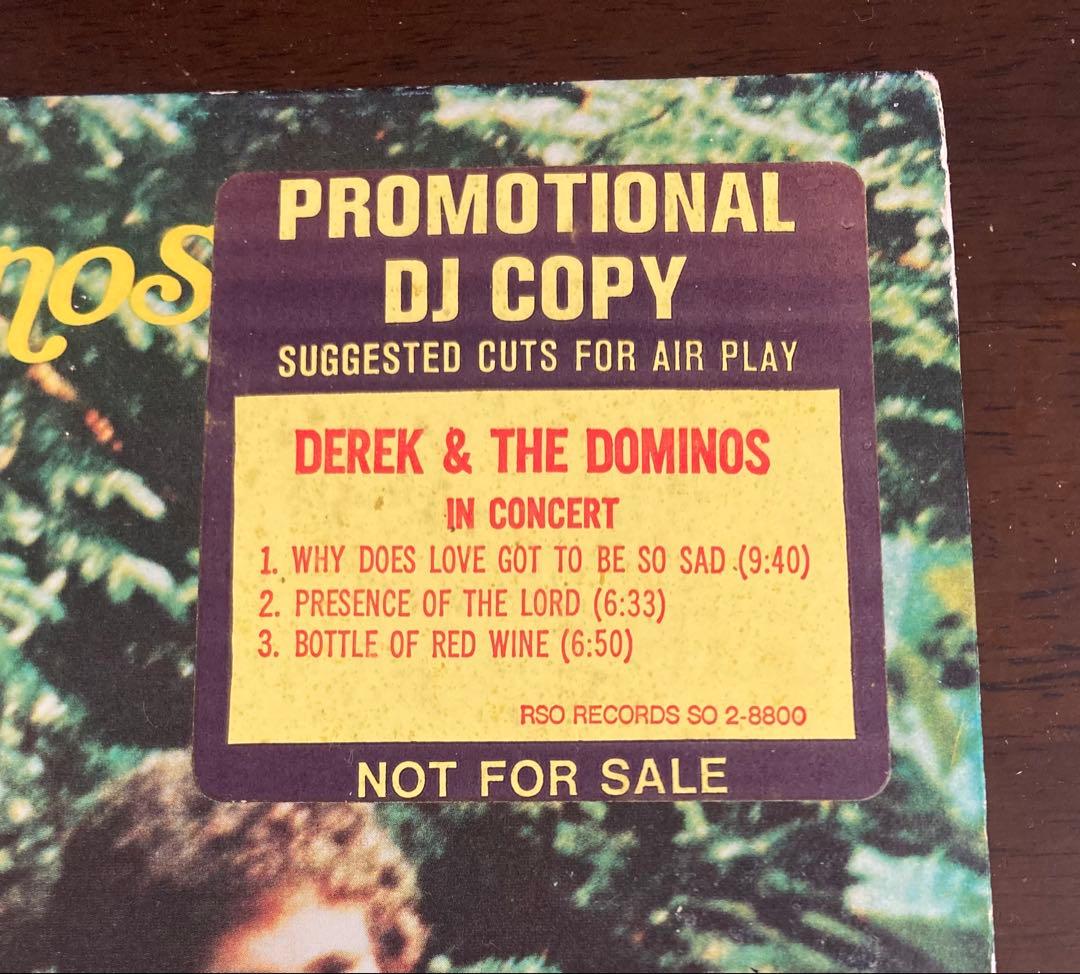 nos
PROMOTIONAL
DJ COPY
SUGGESTED CUTS FOR AIR PLAY
DEREK & THE DOMINOS
IN CONCERT
1. WHY DOES LOVE GOT TO BE SO SAD (9:40)
2. PRESENCE OF THE LORD (6:33)
3. BOTTLE OF RED WINE (6:50)
RSO RECORDS SO 2-8800
NOT FOR SALE